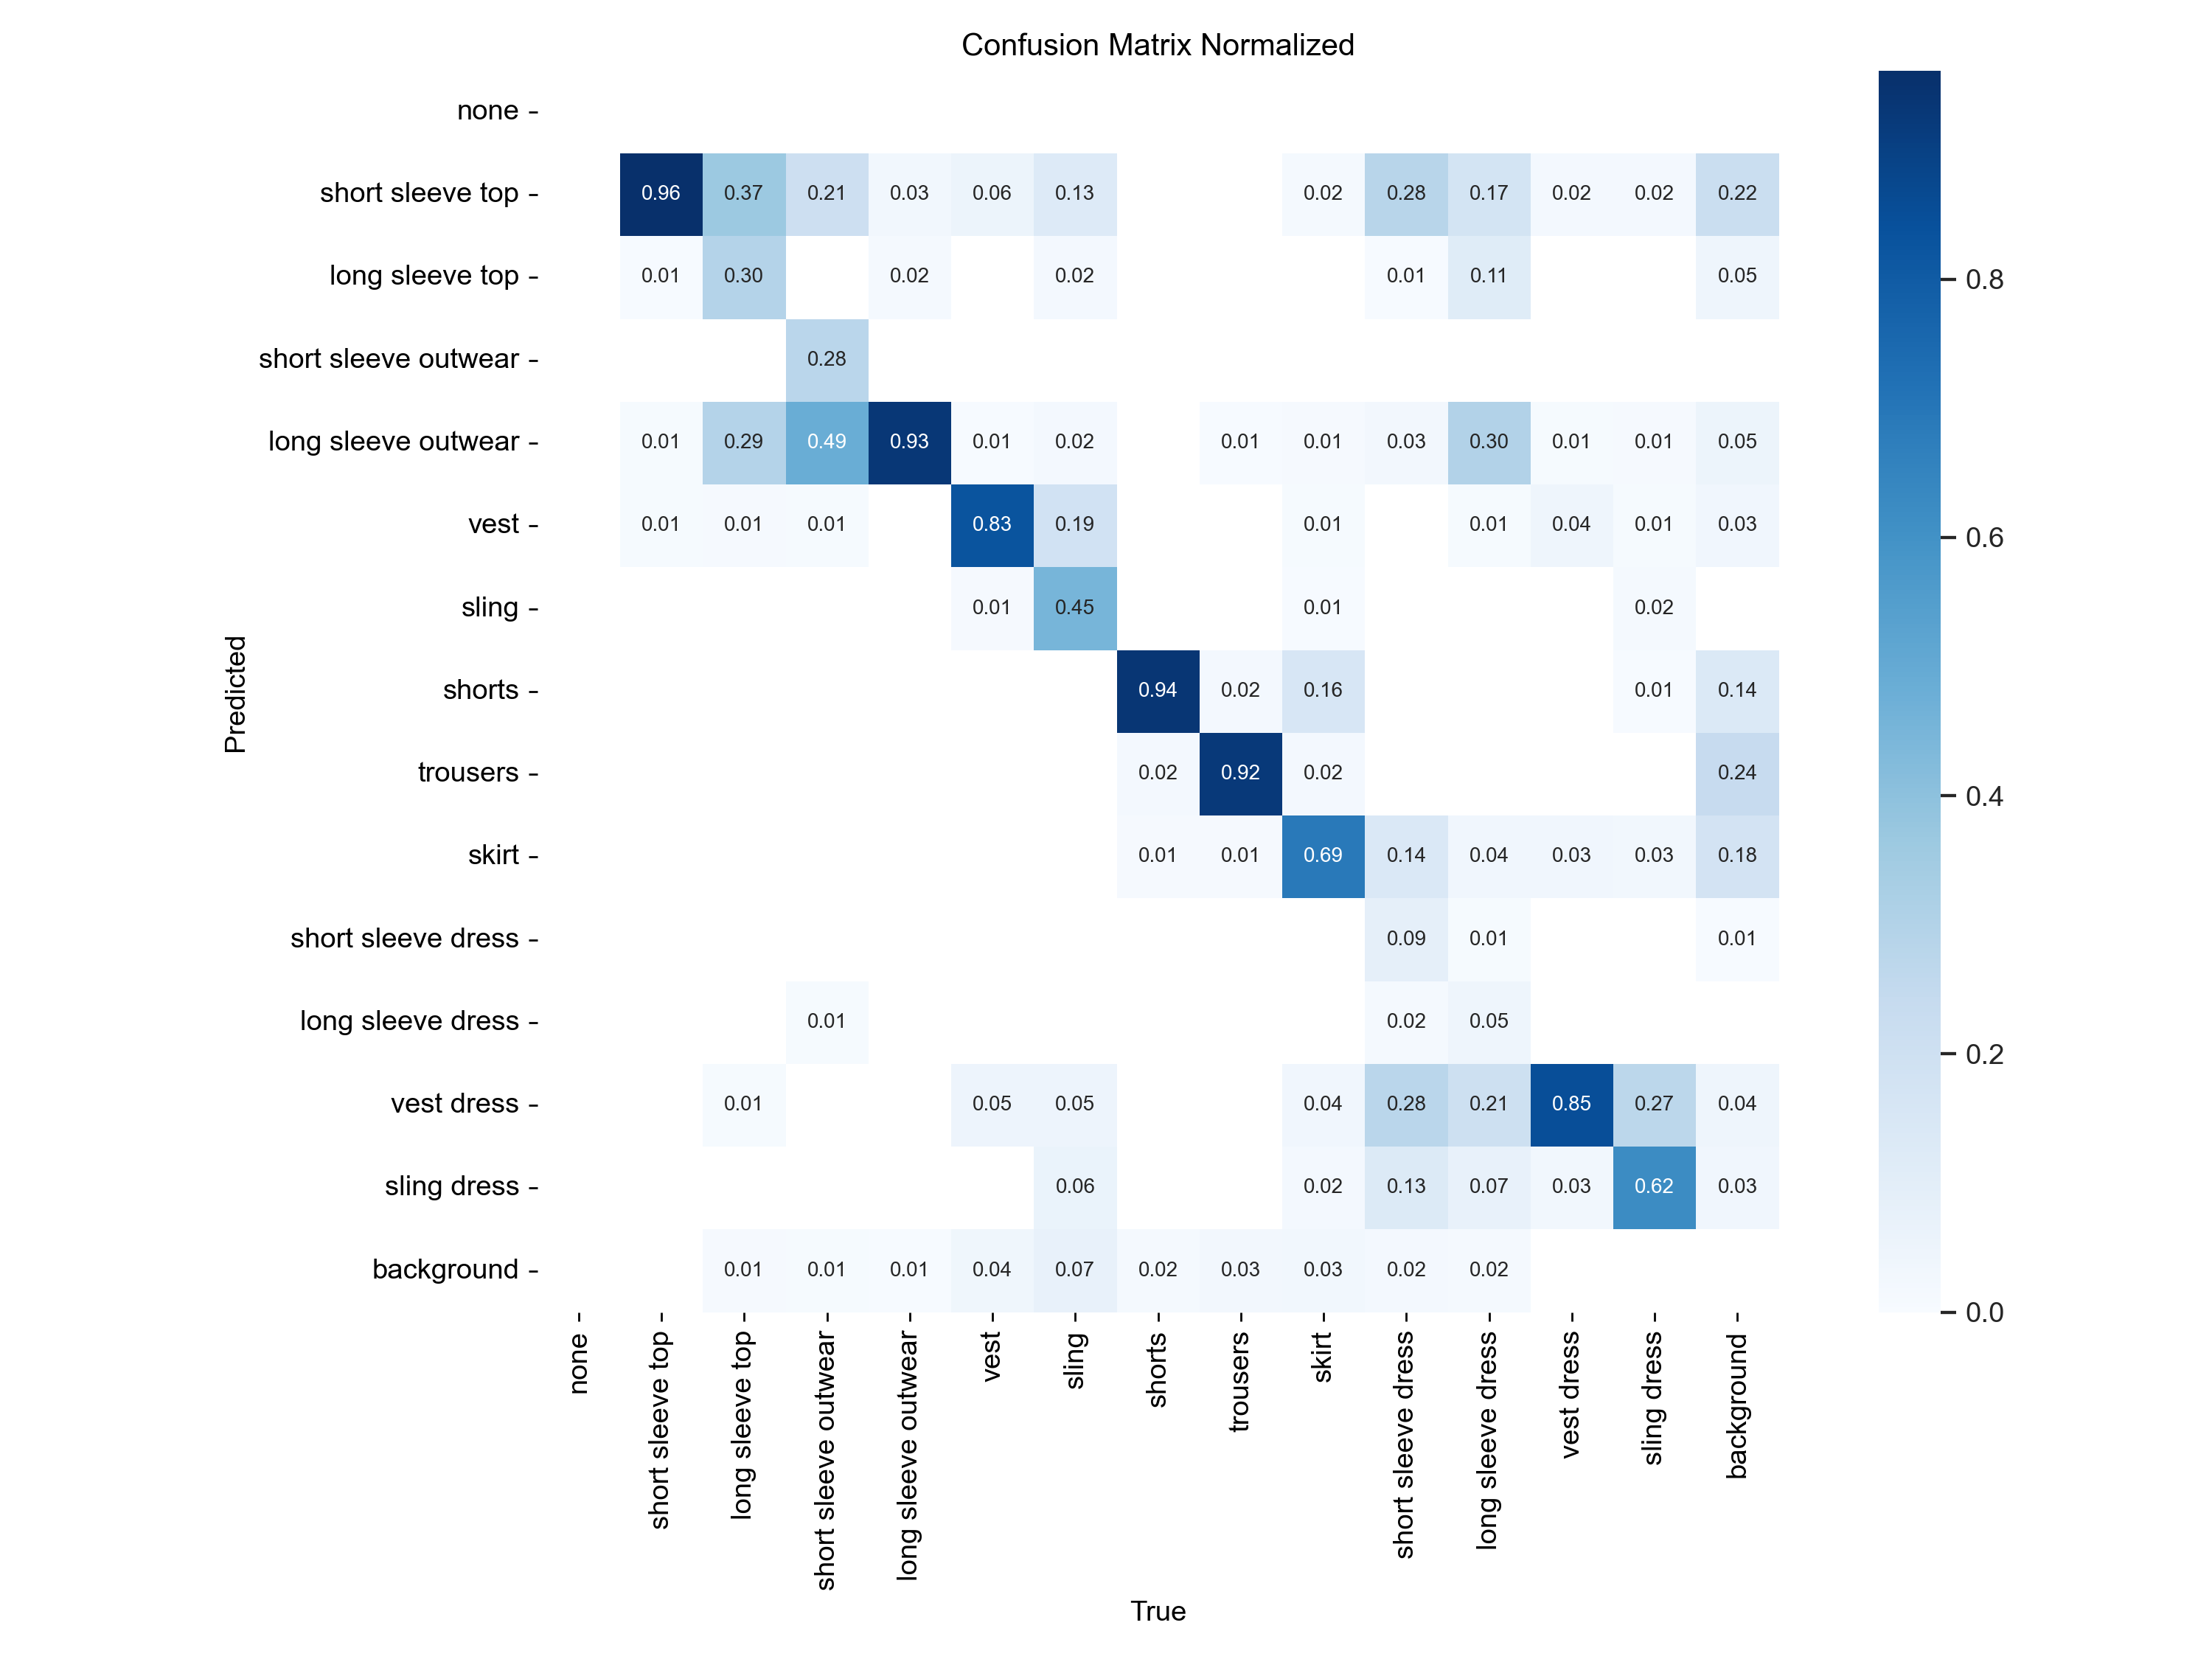 Confusion Matrix Normalized
none
short sleeve top 0.96 0.37 0.21 0.03 0.06 0.13 0.02 0.28 0.17 0.02 0.02 0.22
long sleeve top 0.01 0.30 0.02 0.02 0.01 0.11 0.05
short sleeve outwear 0.28
long sleeve outwear 0.01 0.29 0.49 0.93 0.01 0.02 0.01 0.01 0.03 0.30 0.01 0.01 0.05
vest 0.01 0.01 0.01 0.83 0.19 0.01 0.01 0.04 0.01 0.03
sling 0.01 0.45 0.01 0.02
shorts 0.94 0.02 0.16 0.01 0.14
trousers 0.02 0.92 0.02 0.24
skirt 0.01 0.01 0.69 0.14 0.04 0.03 0.03 0.18
short sleeve dress 0.09 0.01 0.01
long sleeve dress 0.01 0.02 0.05
vest dress 0.01 0.05 0.05 0.04 0.28 0.21 0.85 0.27 0.04
sling dress 0.06 0.02 0.13 0.07 0.03 0.62 0.03
background 0.01 0.01 0.01 0.04 0.07 0.02 0.03 0.03 0.02 0.02
Predicted
none
short sleeve top
long sleeve top
short sleeve outwear
long sleeve outwear
vest
sling
shorts
trousers
skirt
short sleeve dress
long sleeve dress
vest dress
sling dress
background
True
0.8
0.6
0.4
0.2
0.0